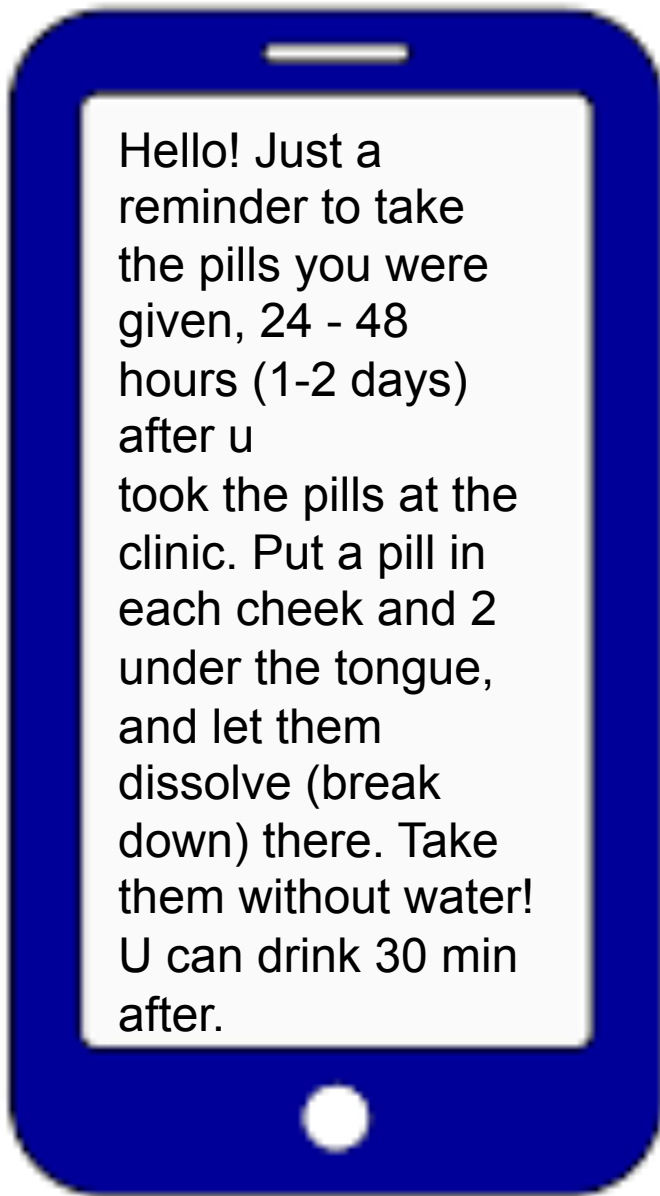 Hello! Just a
reminder to take
the pills you were
given, 24 - 48
hours (1-2 days)
after u
took the pills at the
clinic. Put a pill in
each cheek and 2
under the tongue,
and let them
dissolve (break
down) there. Take
them without water!
U can drink 30 min
after.